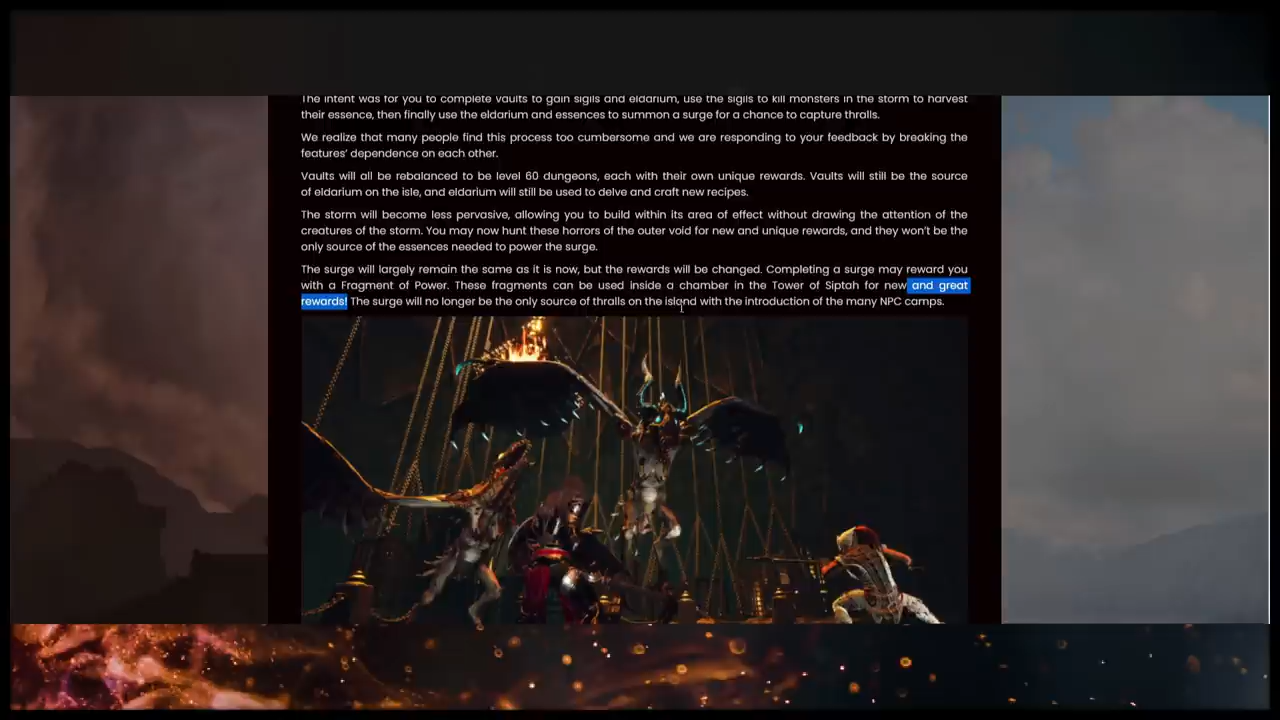 The intent was for you to complete vaults to gain sigils and eldarium, use the sigils to kill monsters in the storm to harvest
their essence, then finally use the eldarium and essences to summon a surge for a chance to capture thralls.
We realize that many people find this process too cumbersome and we are responding to your feedback by breaking the
features’ dependence on each other.
Vaults will all be rebalanced to be level 60 dungeons, each with their own unique rewards. Vaults will still be the source
of eldarium on the isle, and eldarium will still be used to delve and craft new recipes.
The storm will become less pervasive, allowing you to build within its area of effect without drawing the attention of the
creatures of the storm. You may now hunt these horrors of the outer void for new and unique rewards, and they won’t be the
only source of the essences needed to power the surge.
The surge will largely remain the same as it is now, but the rewards will be changed. Completing a surge may reward you
with a Fragment of Power. These fragments can be used inside a chamber in the Tower of Siptah for new and great
rewards! The surge will no longer be the only source of thralls on the island with the introduction of the many NPC camps.